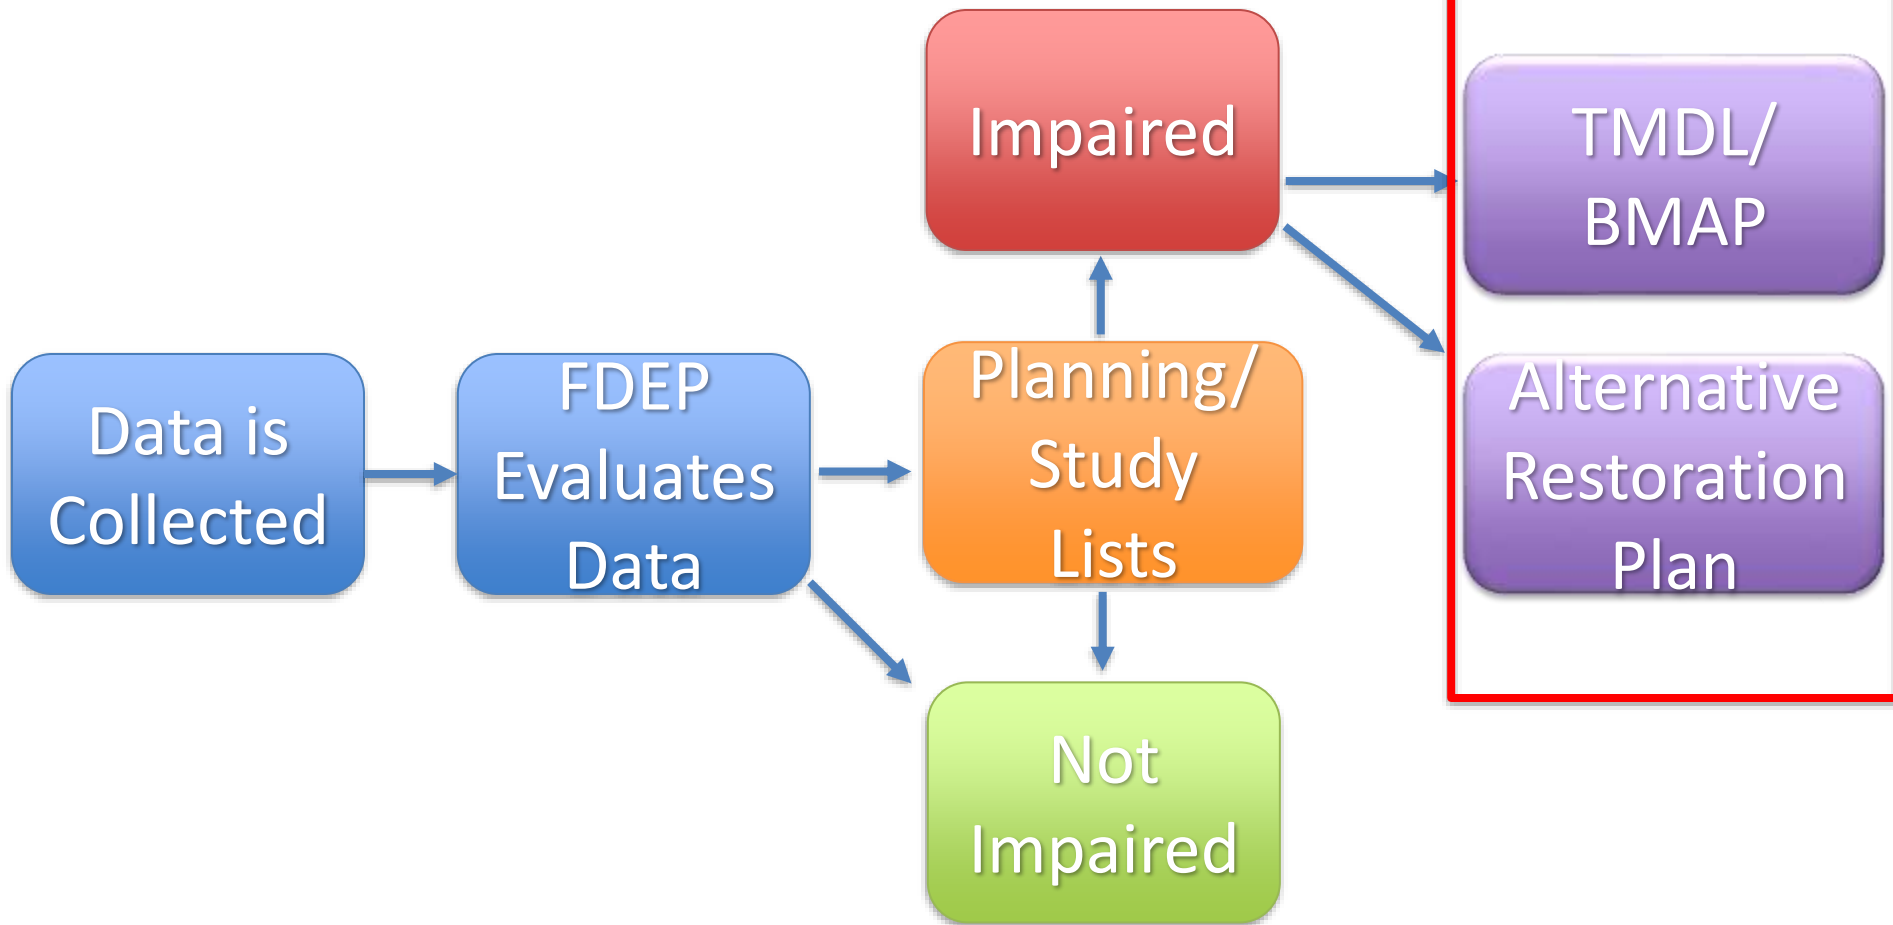 Impaired
TMDL/
BMAP
Data is
Collected
FDEP
Evaluates
Data
Planning/
Study
Lists
Alternative
Restoration
Plan
Not
Impaired